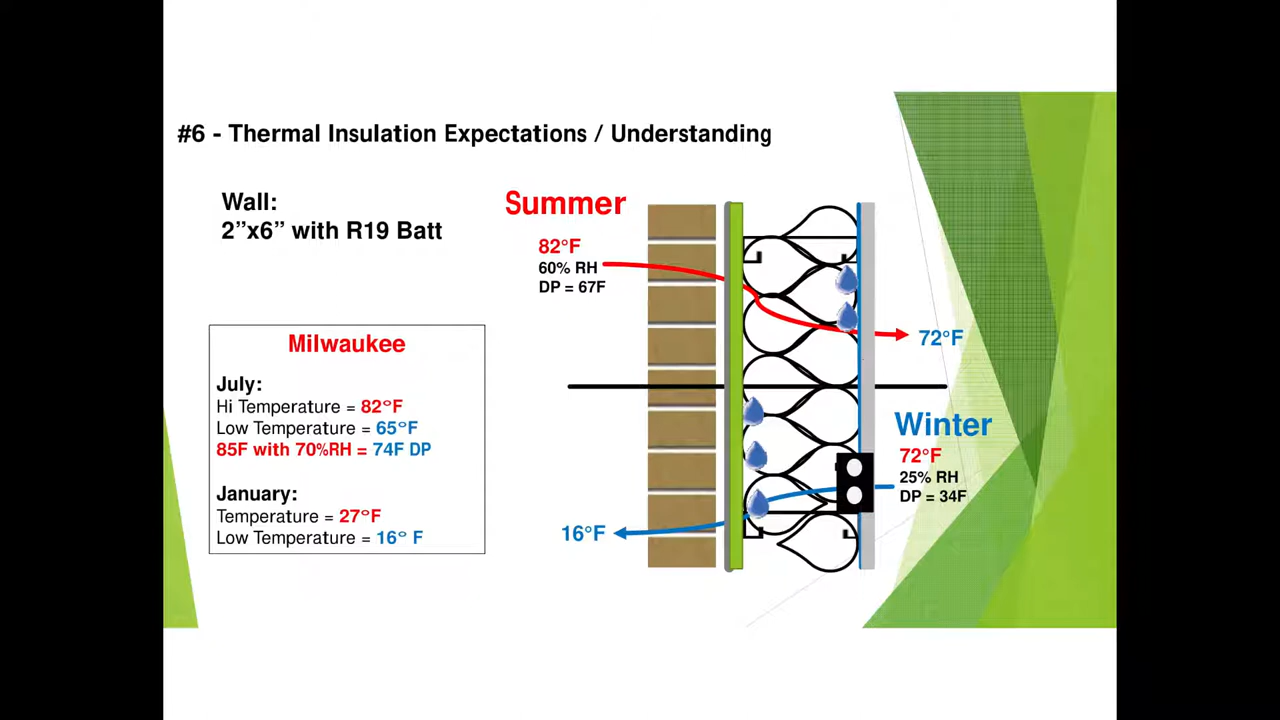 #6 - Thermal Insulation Expectations / Understanding
Wall:
2”x6” with R19 Batt
Summer
82°F
60% RH
DP = 67F
72°F
Milwaukee
July:
Hi Temperature = 82°F
Low Temperature = 65°F
85F with 70%RH = 74F DP
January:
Temperature = 27°F
Low Temperature = 16° F
Winter
72°F
25% RH
DP = 34F
16°F